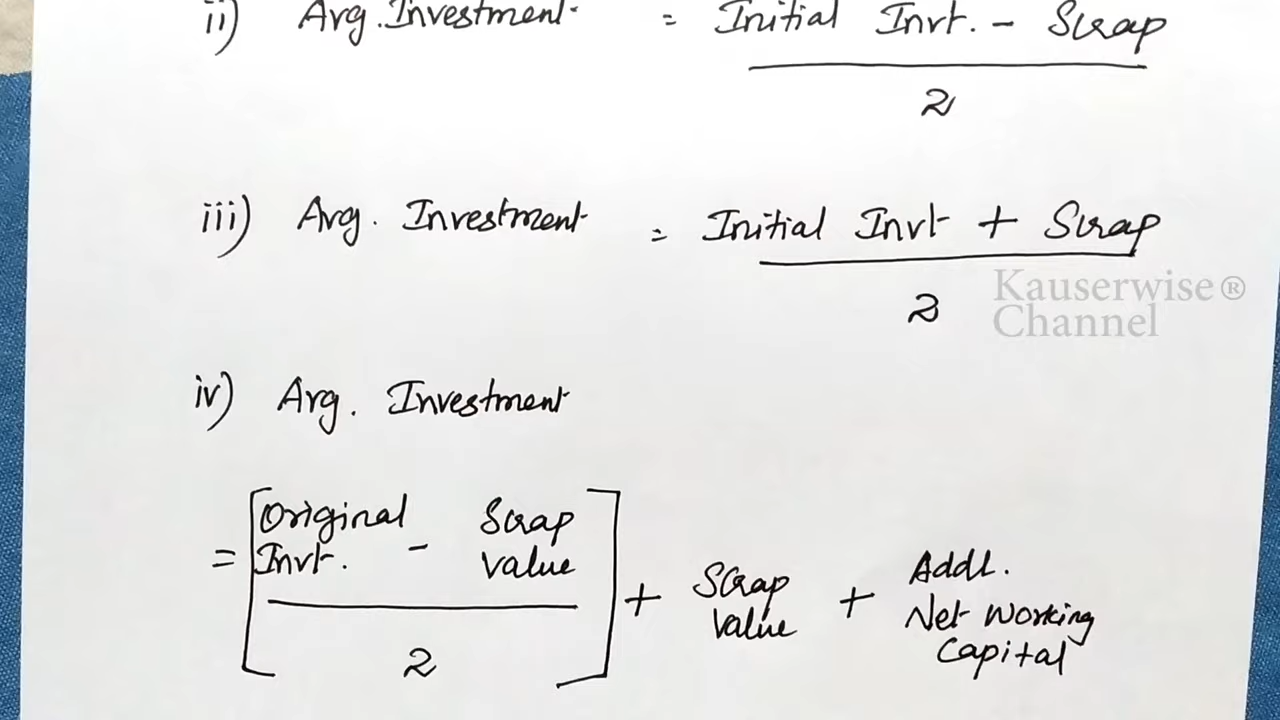 ii) Avg. Investment = Initial Invt. - Scrap
2
iii) Avg. Investment = Initial Invt + Scrap
2
Kauserwise®
Channel
iv) Avg. Investment
= [Original Invt. - Scrap value] + Scrap value + Addl. Net Working Capital
2